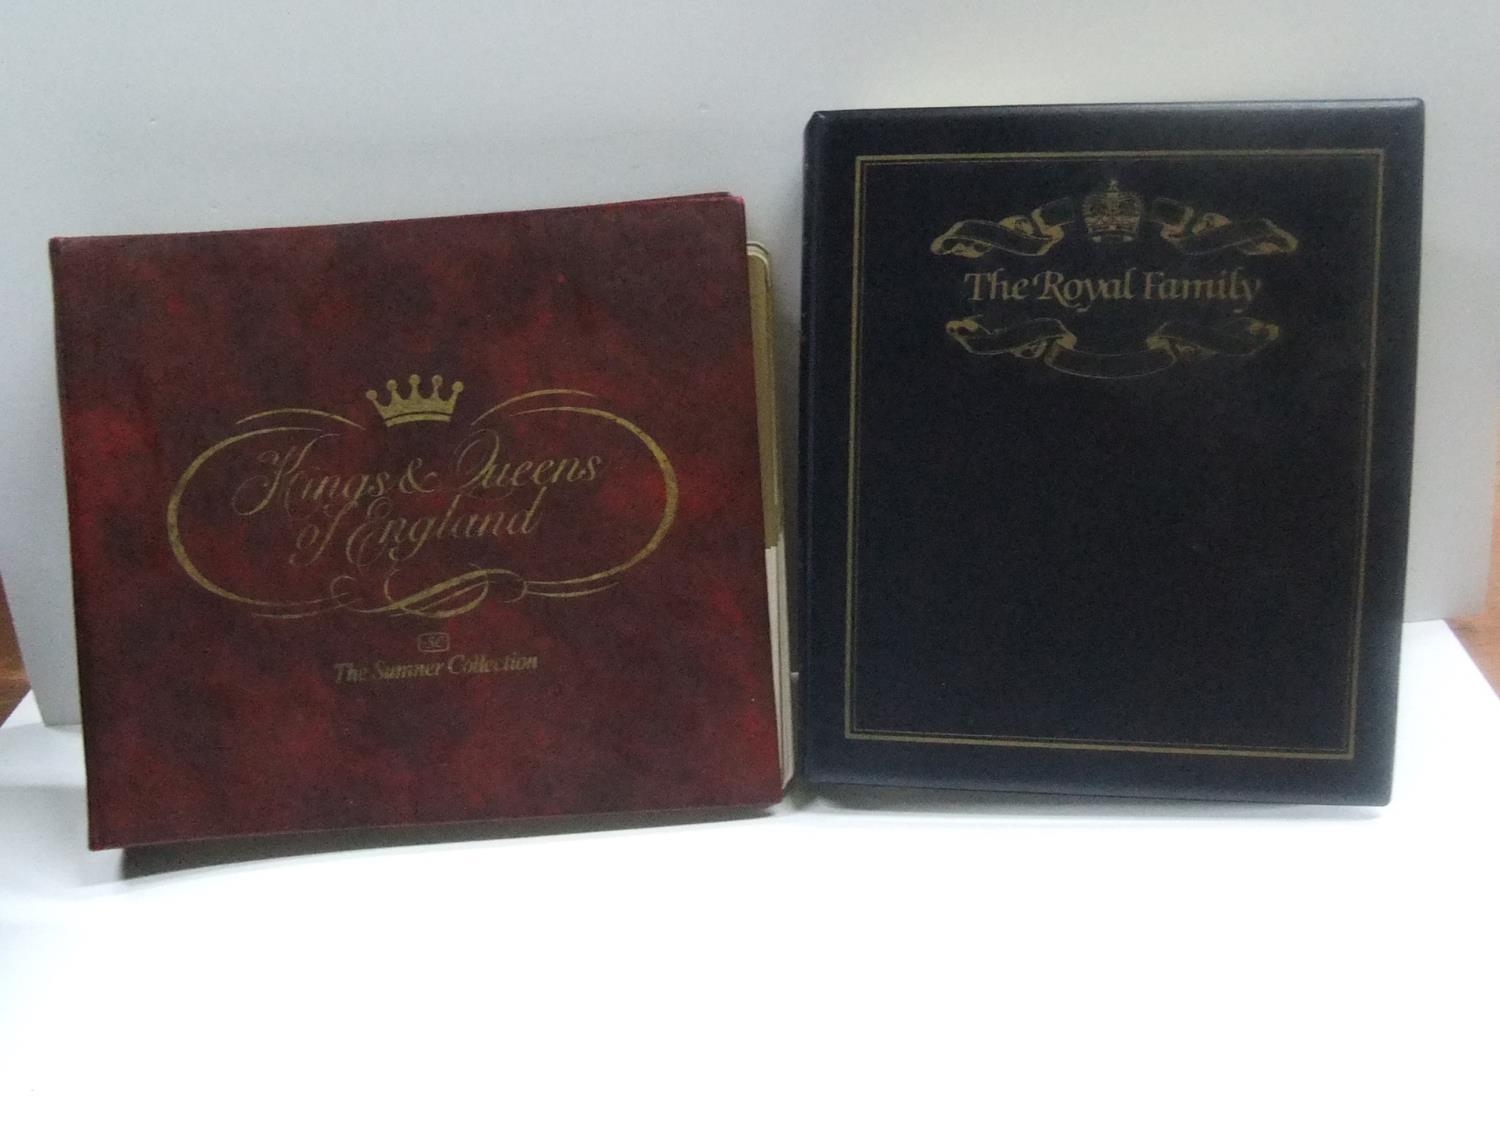 Kings & Queens
of England
SC
The Sumner Collection
The Royal Family